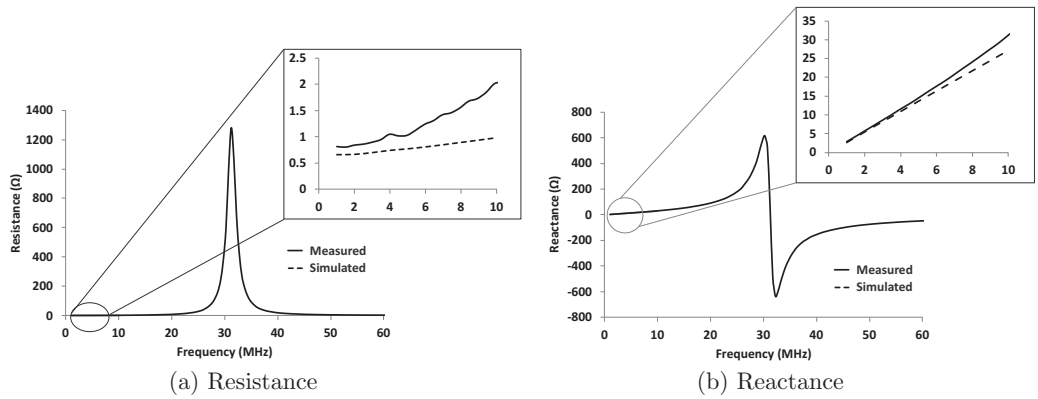 2.5
2
1.5
1
0.5
0
0 2 4 6 8 10
1400
1200
1000
800
600
400
200
0
Resistance (Ω)
Measured
Simulated
0 10 20 30 40 50 60
Frequency (MHz)
(a) Resistance
35
30
25
20
15
10
5
0
0 2 4 6 8 10
800
600
400
200
0
-200
-400
-600
-800
Reactance (Ω)
Measured
Simulated
0 10 20 30 40 50 60
Frequency (MHz)
(b) Reactance